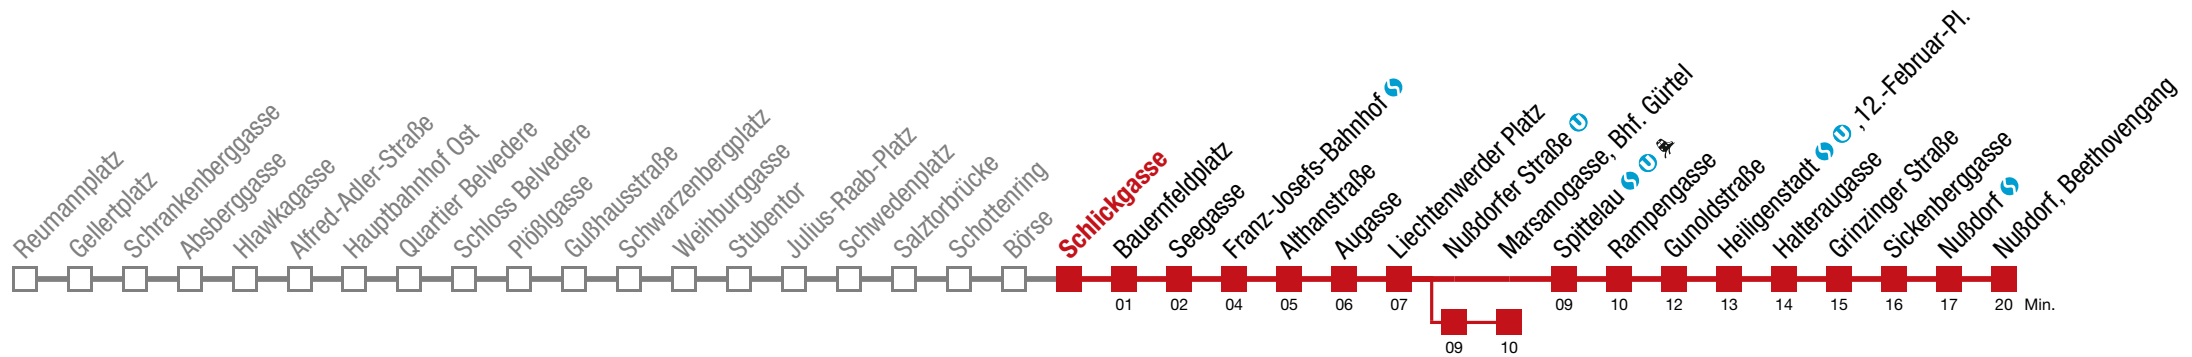 Reumannplatz
Gellertplatz
Schrankenberggasse
Absberggasse
Hlawkagasse
Alfred-Adler-Straße
Hauptbahnhof Ost
Quartier Belvedere
Schloss Belvedere
Plößlgasse
Gußhausstraße
Schwarzenbergplatz
Weihburggasse
Stubentor
Julius-Raab-Platz
Schwedenplatz
Salztorbrücke
Schottenring
Börse
Schlickgasse
Bauernfeldplatz
Seegasse
Franz-Josefs-Bahnhof S
Althanstraße
Augasse
Liechtenwerder Platz
Nußdorfer Straße U
Marsanogasse, Bhf. Gürtel
Spittelau S U
Rampengasse
Gunoldstraße
Heiligenstadt S U , 12.-Februar-Pl.
Halteraugasse
Grinzinger Straße
Sickenberggasse
Nußdorf S
Nußdorf, Beethovengang
01 02 04 05 06 07 09 10 12 13 14 15 16 17 20 Min.
09 10